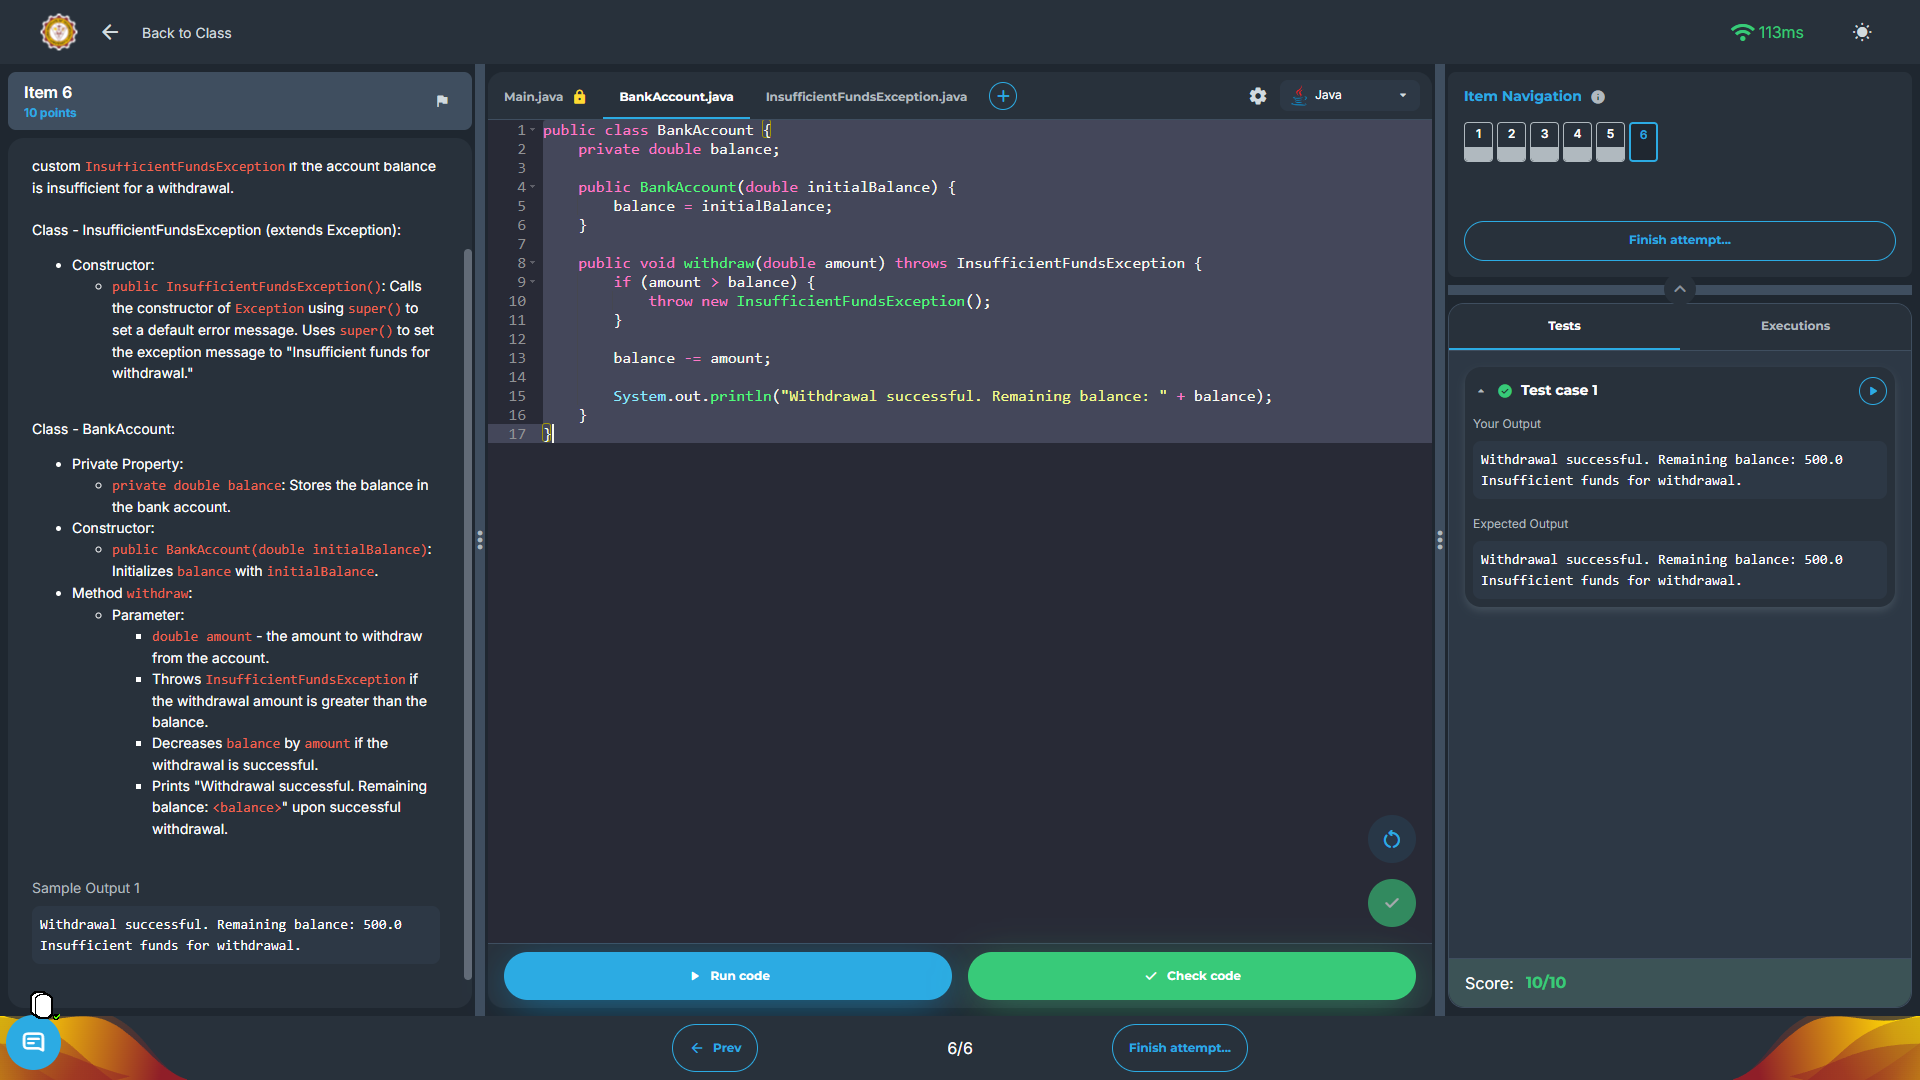 Back to Class
113ms
Item 6
10 points
custom InsufficientFundsException if the account balance
is insufficient for a withdrawal.
Class - InsufficientFundsException (extends Exception):
Constructor:
public InsufficientFundsException(): Calls
the constructor of Exception using super() to
set a default error message. Uses super() to set
the exception message to "Insufficient funds for
withdrawal."
Class - BankAccount:
Private Property:
private double balance: Stores the balance in
the bank account.
Constructor:
public BankAccount(double initialBalance):
Initializes balance with initialBalance.
Method withdraw:
Parameter:
double amount - the amount to withdraw
from the account.
Throws InsufficientFundsException if
the withdrawal amount is greater than the
balance.
Decreases balance by amount if the
withdrawal is successful.
Prints "Withdrawal successful. Remaining
balance: <balance>" upon successful
withdrawal.
Sample Output 1
Withdrawal successful. Remaining balance: 500.0
Insufficient funds for withdrawal.
Main.java
BankAccount.java
InsufficientFundsException.java
Java
1 public class BankAccount {
2     private double balance;
3
4     public BankAccount(double initialBalance) {
5         balance = initialBalance;
6     }
7
8     public void withdraw(double amount) throws InsufficientFundsException {
9         if (amount > balance) {
10             throw new InsufficientFundsException();
11         }
12
13         balance -= amount;
14
15         System.out.println("Withdrawal successful. Remaining balance: " + balance);
16     }
17 }
Run code
Check code
Item Navigation
1 2 3 4 5 6
Finish attempt...
Tests
Executions
Test case 1
Your Output
Withdrawal successful. Remaining balance: 500.0
Insufficient funds for withdrawal.
Expected Output
Withdrawal successful. Remaining balance: 500.0
Insufficient funds for withdrawal.
Score: 10/10
Prev
6/6
Finish attempt...